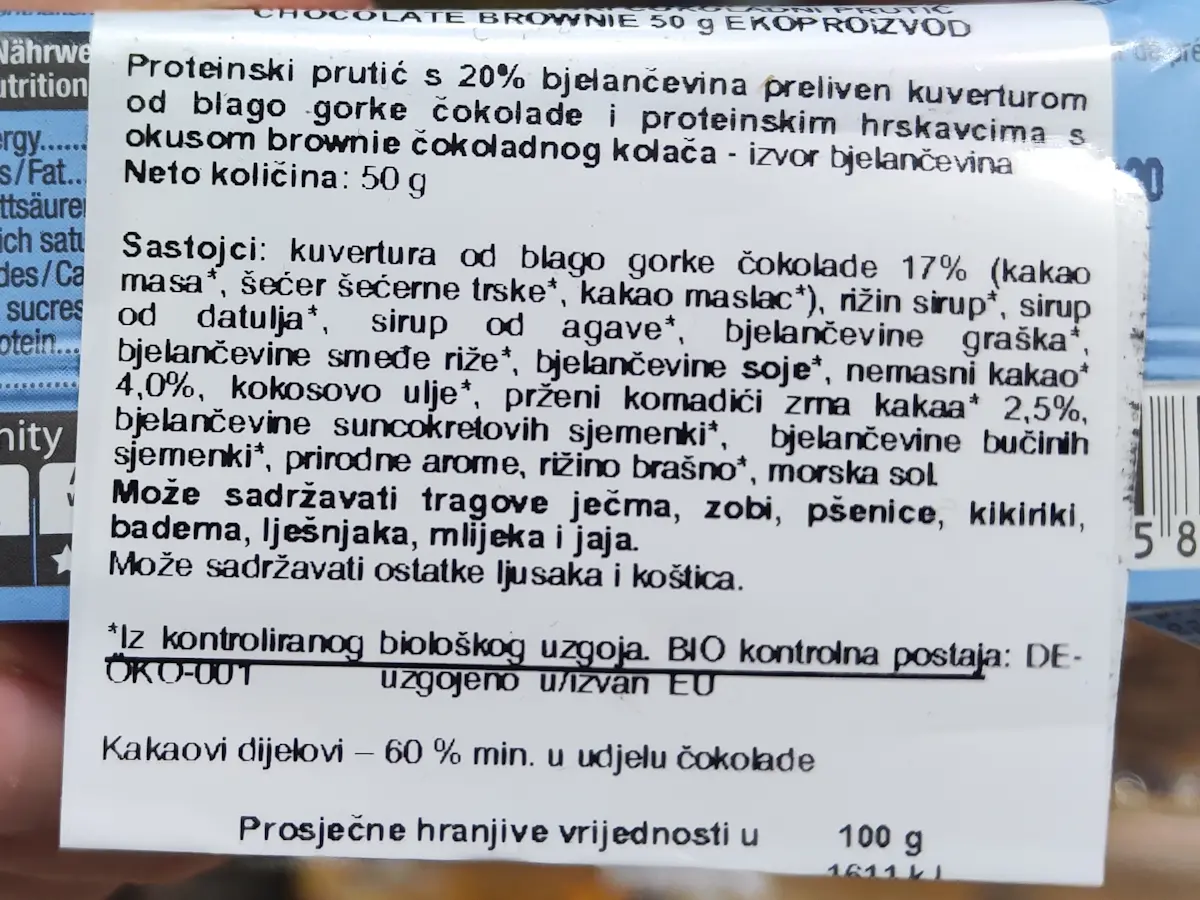 CHOCOLATE BROWNIE 50 g EKOPROIZVOD
Proteinski prutić s 20% bjelančevina preliven kuverturom
od blago gorke čokolade i proteinskim hrskavcima s
okusom brownie čokoladnog kolača - izvor bjelančevina
Neto količina: 50 g
Sastojci: kuvertura od blago gorke čokolade 17% (kakao
masa*, šećer šećerne trske*, kakao maslac*), rižin sirup*, sirup
od datulja*, sirup od agave*, bjelančevine graška*,
bjelančevine smeđe riže*, bjelančevine soje*, nemasni kakao*
4,0%, kokosovo ulje*, prženi komadići zrna kakaa* 2,5%,
bjelančevine suncokretovih sjemenki*, bjelančevine bučinih
sjemenki*, prirodne arome, rižino brašno*, morska sol.
Može sadržavati tragove ječma, zobi, pšenice, kikiriki,
badema, lješnjaka, mlijeka i jaja.
Može sadržavati ostatke ljusaka i koštica.
*Iz kontroliranog biološkog uzgoja. BIO kontrolna postaja: DE-
ÖKO-001 uzgojeno u/izvan EU
Kakaovi dijelovi – 60 % min. u udjelu čokolade
Prosječne hranjive vrijednosti u 100 g
1611 kJ
Nährwe
utrition
ergy......
s/Fat...
ttsäure
ich satu
des/Ca
sucres
otein...
nity
5 8